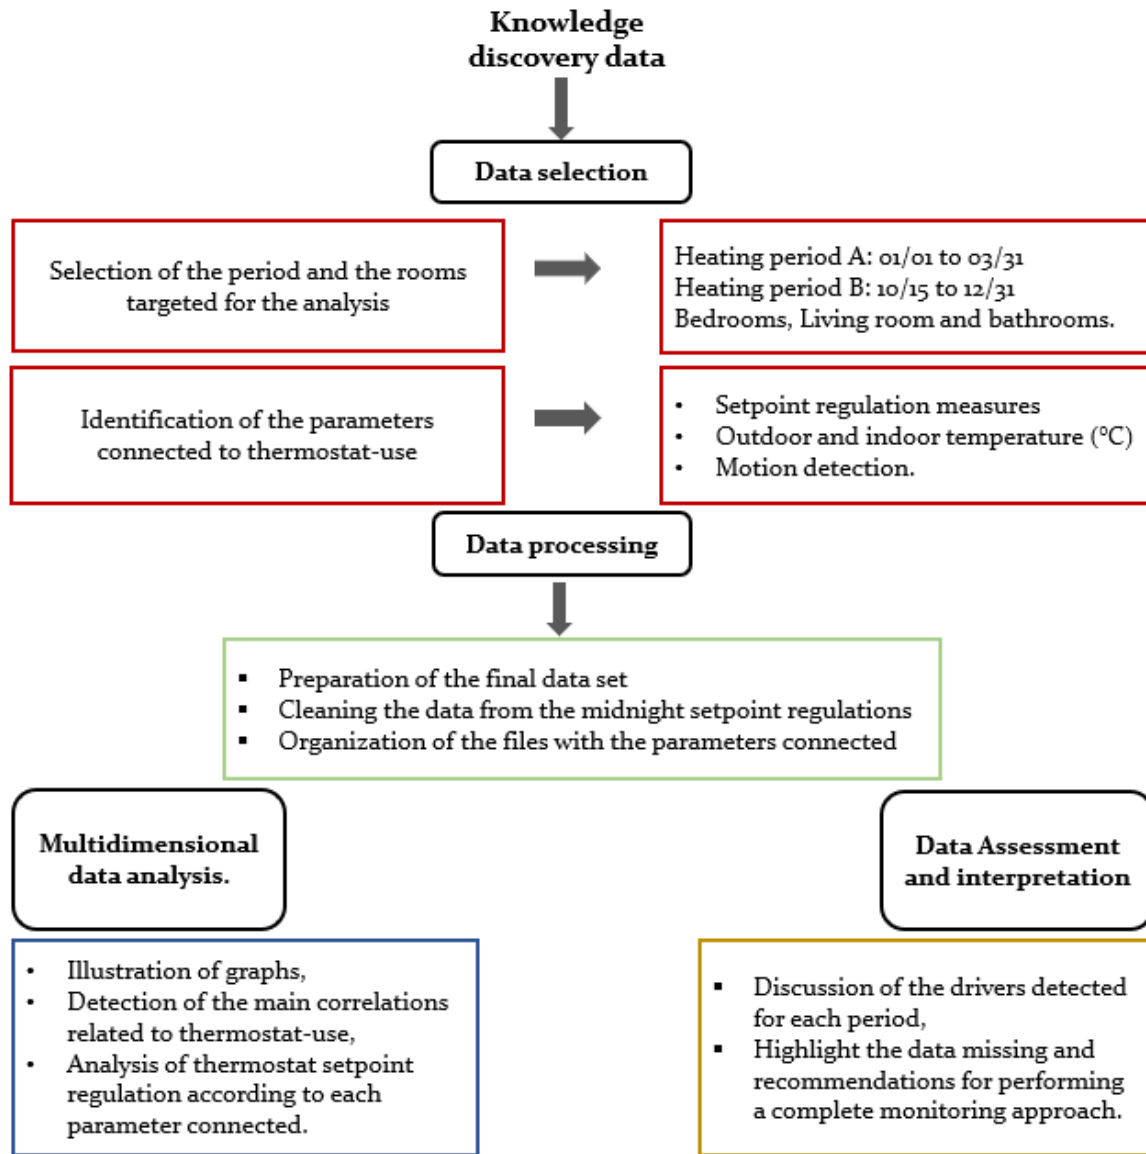 Knowledge
discovery data
Data selection
Selection of the period and the rooms
targeted for the analysis
Heating period A: 01/01 to 03/31
Heating period B: 10/15 to 12/31
Bedrooms, Living room and bathrooms.
Identification of the parameters
connected to thermostat-use
• Setpoint regulation measures
• Outdoor and indoor temperature (°C)
• Motion detection.
Data processing
▪ Preparation of the final data set
▪ Cleaning the data from the midnight setpoint regulations
▪ Organization of the files with the parameters connected
Multidimensional
data analysis.
• Illustration of graphs,
• Detection of the main correlations
related to thermostat-use,
• Analysis of thermostat setpoint
regulation according to each
parameter connected.
Data Assessment
and interpretation
▪ Discussion of the drivers detected
for each period,
▪ Highlight the data missing and
recommendations for performing
a complete monitoring approach.